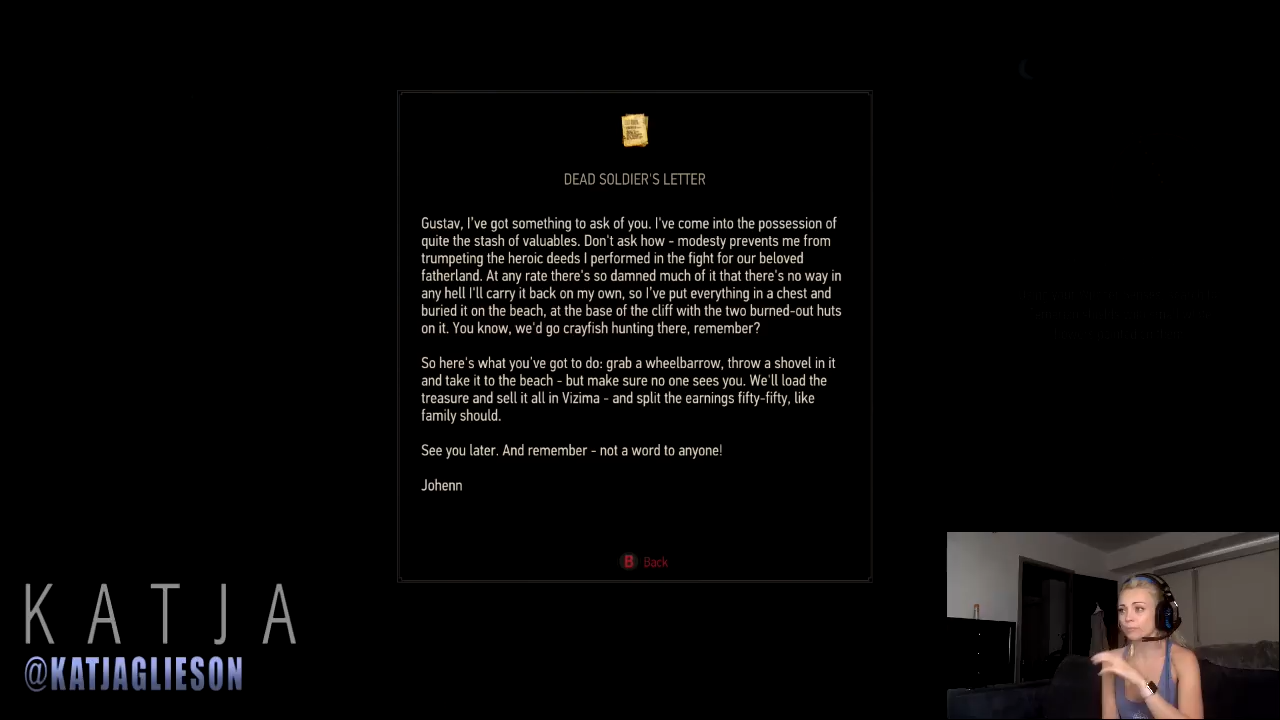 DEAD SOLDIER'S LETTER
Gustav, I've got something to ask of you. I've come into the possession of
quite the stash of valuables. Don't ask how - modesty prevents me from
trumpeting the heroic deeds I performed in the fight for our beloved
fatherland. At any rate there's so damned much of it that there's no way in
any hell I'll carry it back on my own, so I've put everything in a chest and
buried it on the beach, at the base of the cliff with the two burned-out huts
on it. You know, we'd go crayfish hunting there, remember?
So here's what you've got to do: grab a wheelbarrow, throw a shovel in it
and take it to the beach - but make sure no one sees you. We'll load the
treasure and sell it all in Vizima - and split the earnings fifty-fifty, like
family should.
See you later. And remember - not a word to anyone!
Johenn
B Back
KATJA
@KATJAGLIESON